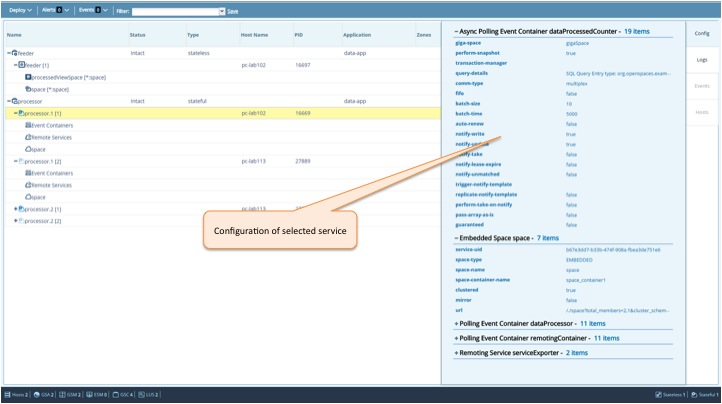 Deploy Alerts 0 Events 0 Filter: Save
Name Status Type Host Name PID Application Zones
feeder Intact stateless data-app
feeder [1] pc-lab102 16697
processedViewSpace [*:space]
space [*:space]
processor Intact stateful data-app
processor.1 [1] pc-lab102 16669
Event Containers
Remote Services
space
processor.1 [2] pc-lab113 27889
Event Containers
Remote Services
space
processor.2 [1] pc-lab113
processor.2 [2]
Configuration of selected service
Async Polling Event Container dataProcessedCounter - 19 items
giga-space gigaSpace
perform-snapshot true
transaction-manager
query-details SQL Query Entry type: org.openspaces.exam...
comm-type multiplex
fifo false
batch-size 10
batch-time 5000
auto-renew false
notify-write true
true
notify-take false
notify-lease-expire false
notify-unmatched false
trigger-notify-template
replicate-notify-template false
perform-take-on-notify false
pass-array-as-is false
guaranteed false
Embedded Space space - 7 items
service-uid
space-type EMBEDDED
space-name space
space-container-name space_container1
clustered true
mirror false
url /./space?total_members=2,1&cluster_schem...
Polling Event Container dataProcessor - 11 items
Polling Event Container remotingContainer - 11 items
Remoting Service serviceExporter - 2 items
Config
Logs
Events
Hosts
Hosts 2 GSA 2 GSM 2 ESM 0 GSC 4 LUS 2 Stateless 1 Stateful 1